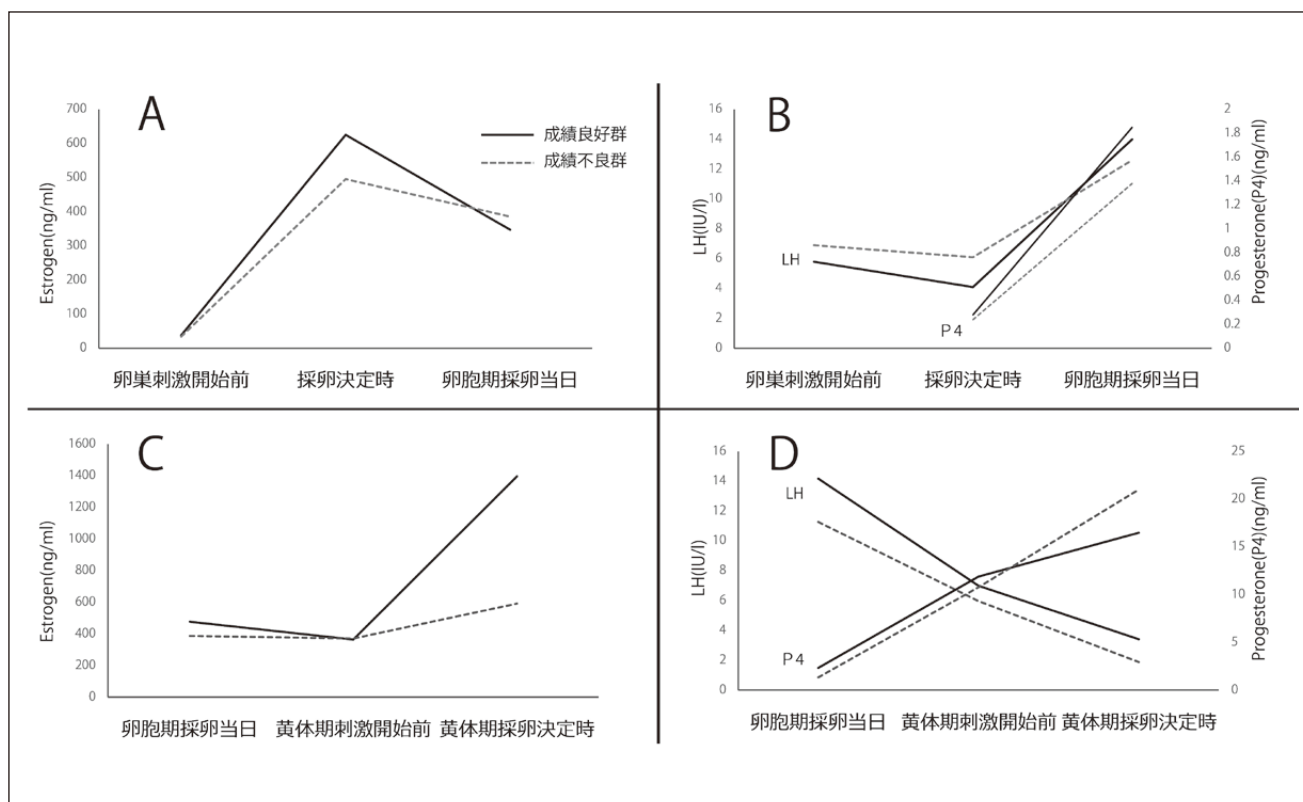 A
Estrogen(ng/ml)
700
600
500
400
300
200
100
0
成績良好群
成績不良群
卵巣刺激開始前 採卵決定時 卵胞期採卵当日
B
LH(IU/l)
16
14
12
10
8
6
4
2
0
LH
P4
Progesterone(P4)(ng/ml)
2
1.8
1.6
1.4
1.2
1
0.8
0.6
0.4
0.2
0
卵巣刺激開始前 採卵決定時 卵胞期採卵当日
C
Estrogen(ng/ml)
1600
1400
1200
1000
800
600
400
200
0
卵胞期採卵当日 黄体期刺激開始前 黄体期採卵決定時
D
LH(IU/l)
16
14
12
10
8
6
4
2
0
LH
P4
Progesterone(P4)(ng/ml)
25
20
15
10
5
0
卵胞期採卵当日 黄体期刺激開始前 黄体期採卵決定時